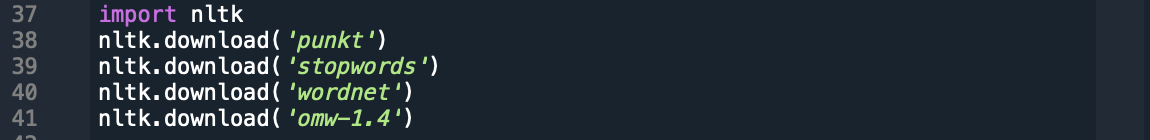 37 import nltk
38 nltk.download('punkt')
39 nltk.download('stopwords')
40 nltk.download('wordnet')
41 nltk.download('omw-1.4')